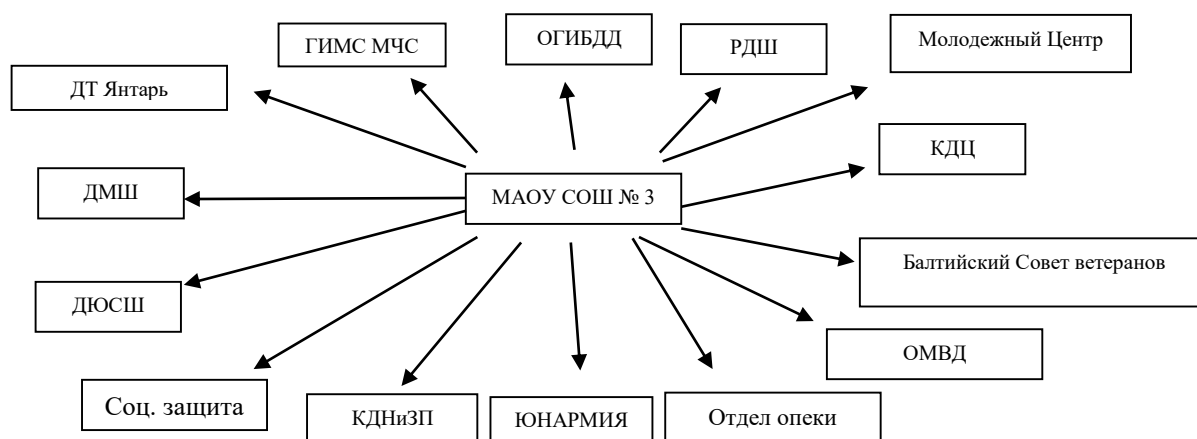 ГИМС МЧС
ОГИБДД
РДШ
Молодежный Центр
ДТ Янтарь
КДЦ
ДМШ
МАОУ СОШ № 3
Балтийский Совет ветеранов
ДЮСШ
ОМВД
Соц. защита
КДНиЗП
ЮНАРМИЯ
Отдел опеки